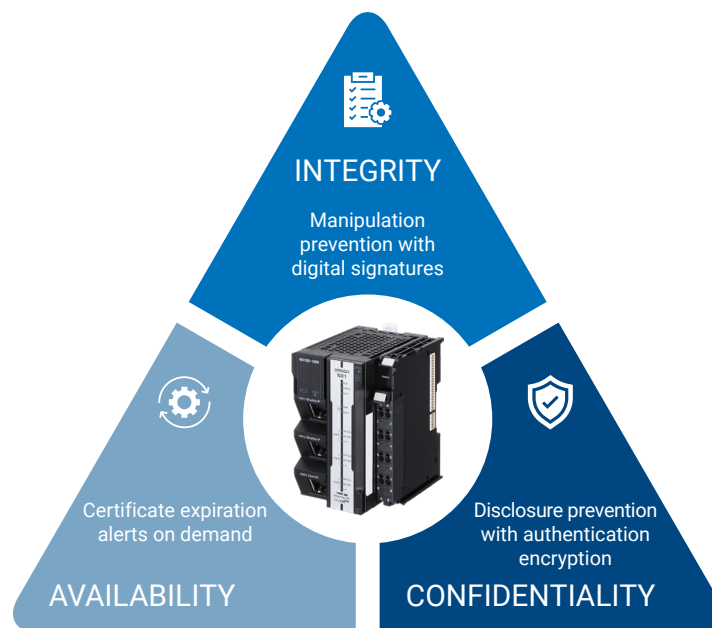 INTEGRITY
Manipulation
prevention with
digital signatures
OMRON
NX1
Certificate expiration
alerts on demand
AVAILABILITY
Disclosure prevention
with authentication
encryption
CONFIDENTIALITY